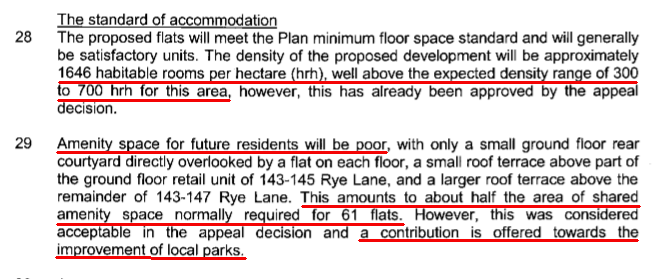 The standard of accommodation
28 The proposed flats will meet the Plan minimum floor space standard and will generally
be satisfactory units. The density of the proposed development will be approximately
1646 habitable rooms per hectare (hrh), well above the expected density range of 300
to 700 hrh for this area, however, this has already been approved by the appeal
decision.
29 Amenity space for future residents will be poor, with only a small ground floor rear
courtyard directly overlooked by a flat on each floor, a small roof terrace above part of
the ground floor retail unit of 143-145 Rye Lane, and a larger roof terrace above the
remainder of 143-147 Rye Lane. This amounts to about half the area of shared
amenity space normally required for 61 flats. However, this was considered
acceptable in the appeal decision and a contribution is offered towards the
improvement of local parks.